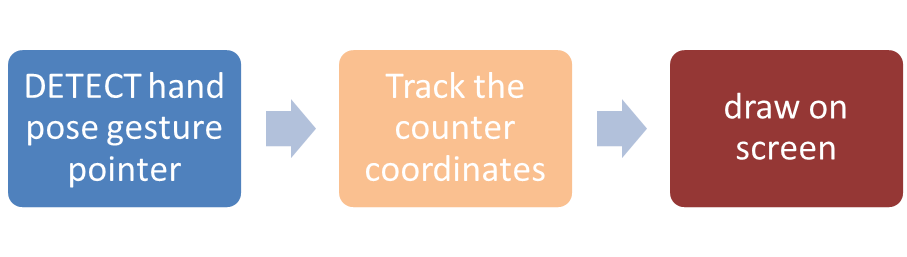 DETECT hand
pose gesture
pointer
Track the
counter
coordinates
draw on
screen